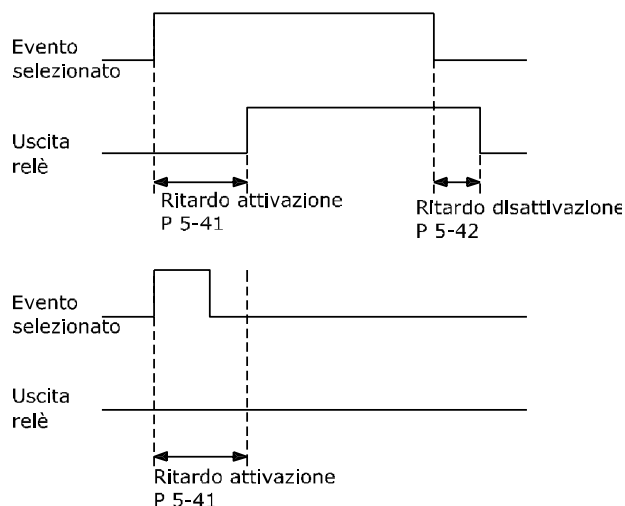 Evento
selezionato
Uscita
relè
Ritardo attivazione
P 5-41
Ritardo disattivazione
P 5-42
Evento
selezionato
Uscita
relè
Ritardo attivazione
P 5-41